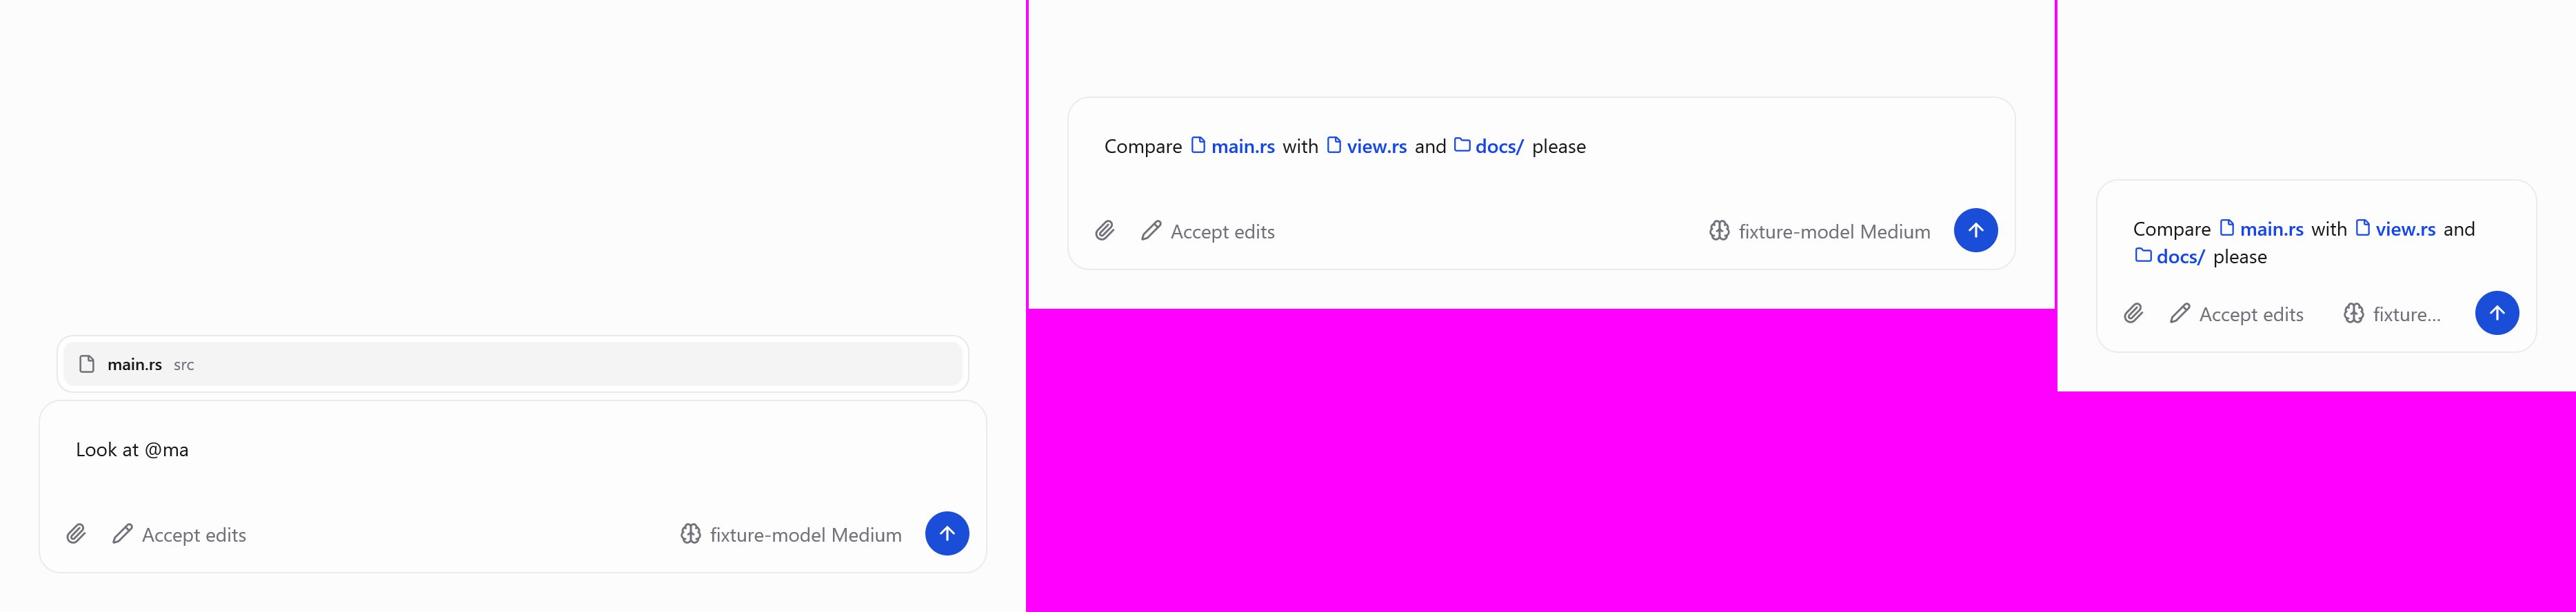 main.rs src
Look at @ma
Accept edits fixture-model Medium
Compare main.rs with view.rs and docs/ please
Accept edits fixture-model Medium
Compare main.rs with view.rs and
docs/ please
Accept edits fixture...